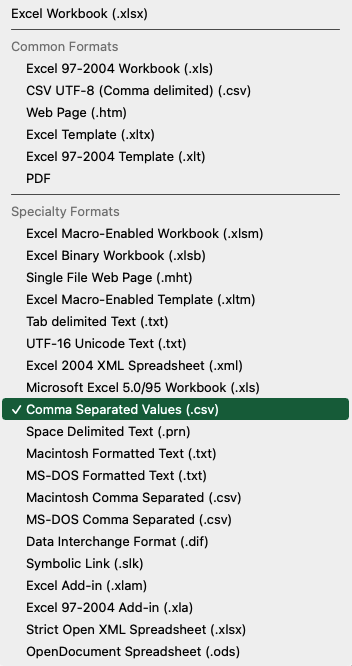 Excel Workbook (.xlsx)
Common Formats
Excel 97-2004 Workbook (.xls)
CSV UTF-8 (Comma delimited) (.csv)
Web Page (.htm)
Excel Template (.xltx)
Excel 97-2004 Template (.xlt)
PDF
Specialty Formats
Excel Macro-Enabled Workbook (.xlsm)
Excel Binary Workbook (.xlsb)
Single File Web Page (.mht)
Excel Macro-Enabled Template (.xltm)
Tab delimited Text (.txt)
UTF-16 Unicode Text (.txt)
Excel 2004 XML Spreadsheet (.xml)
Microsoft Excel 5.0/95 Workbook (.xls)
✓ Comma Separated Values (.csv)
Space Delimited Text (.prn)
Macintosh Formatted Text (.txt)
MS-DOS Formatted Text (.txt)
Macintosh Comma Separated (.csv)
MS-DOS Comma Separated (.csv)
Data Interchange Format (.dif)
Symbolic Link (.slk)
Excel Add-in (.xlam)
Excel 97-2004 Add-in (.xla)
Strict Open XML Spreadsheet (.xlsx)
OpenDocument Spreadsheet (.ods)